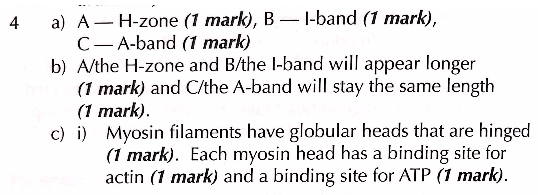 4 a) A — H-zone (1 mark), B — I-band (1 mark),
C — A-band (1 mark)
b) A/the H-zone and B/the I-band will appear longer
(1 mark) and C/the A-band will stay the same length
(1 mark).
c) i) Myosin filaments have globular heads that are hinged
(1 mark). Each myosin head has a binding site for
actin (1 mark) and a binding site for ATP (1 mark).